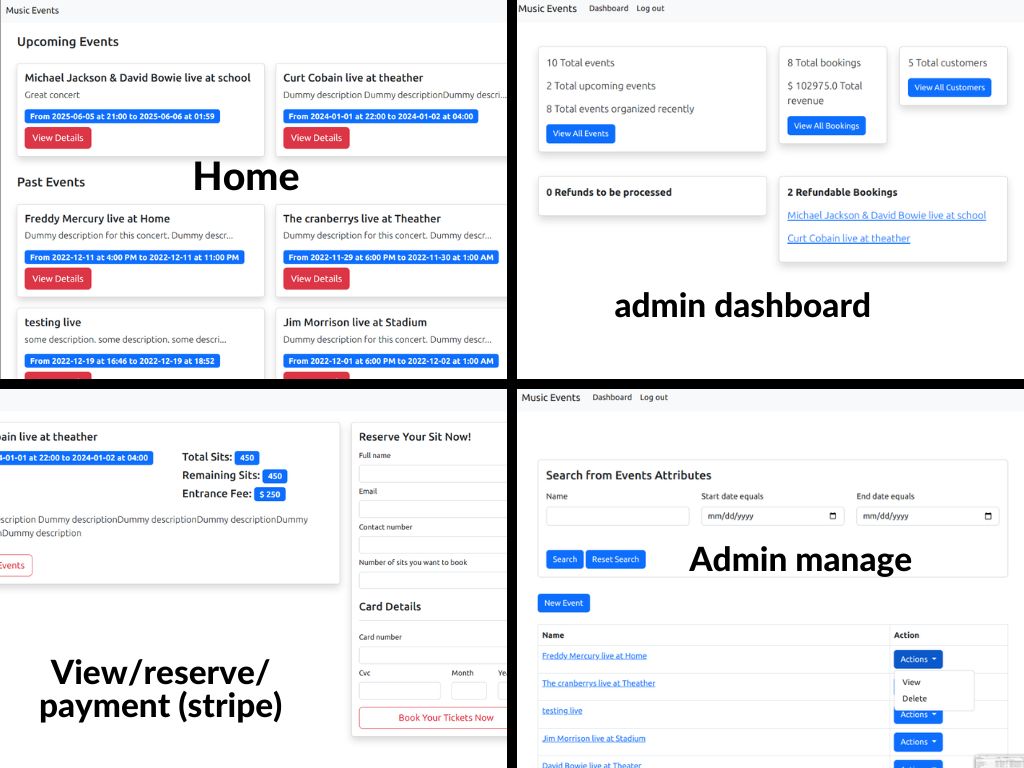 Music Events
Upcoming Events
Michael Jackson & David Bowie live at school
Great concert
From 2025-06-05 at 21:00 to 2025-06-06 at 01:59
View Details
Curt Cobain live at theather
Dummy description Dummy descriptionDummy descri...
From 2024-01-01 at 22:00 to 2024-01-02 at 04:00
View Details
Home
Past Events
Freddy Mercury live at Home
Dummy description for this concert. Dummy descr...
From 2022-12-11 at 4:00 PM to 2022-12-11 at 11:00 PM
View Details
The cranberrys live at Theather
Dummy description for this concert. Dummy descr...
From 2022-11-29 at 6:00 PM to 2022-11-30 at 1:00 AM
View Details
testing live
some description. some description. some descri...
From 2022-12-19 at 16:46 to 2022-12-19 at 18:52
Jim Morrison live at Stadium
Dummy description for this concert. Dummy descr...
From 2022-12-01 at 6:00 PM to 2022-12-02 at 1:00 AM
Music Events Dashboard Log out
10 Total events
2 Total upcoming events
8 Total events organized recently
View All Events
8 Total bookings
$ 102975.0 Total
revenue
View All Bookings
5 Total customers
View All Customers
0 Refunds to be processed
2 Refundable Bookings
Michael Jackson & David Bowie live at school
Curt Cobain live at theather
admin dashboard
ain live at theather
-01-01 at 22:00 to 2024-01-02 at 04:00
Total Sits: 450
Remaining Sits: 450
Entrance Fee: $ 250
scription Dummy descriptionDummy descriptionDummy descriptionDummy
nDummy description
Events
Reserve Your Sit Now!
Full name
Email
Contact number
Number of sits you want to book
Card Details
Card number
Cvc Month Ye
Book Your Tickets Now
View/reserve/
payment (stripe)
Music Events Dashboard Log out
Search from Events Attributes
Name Start date equals End date equals
mm/dd/yyyy mm/dd/yyyy
Search Reset Search
Admin manage
New Event
Name Action
Freddy Mercury live at Home Actions
View
The cranberrys live at Theather
Delete
testing live Actions
Jim Morrison live at Stadium Actions
David Bowie live at Theater